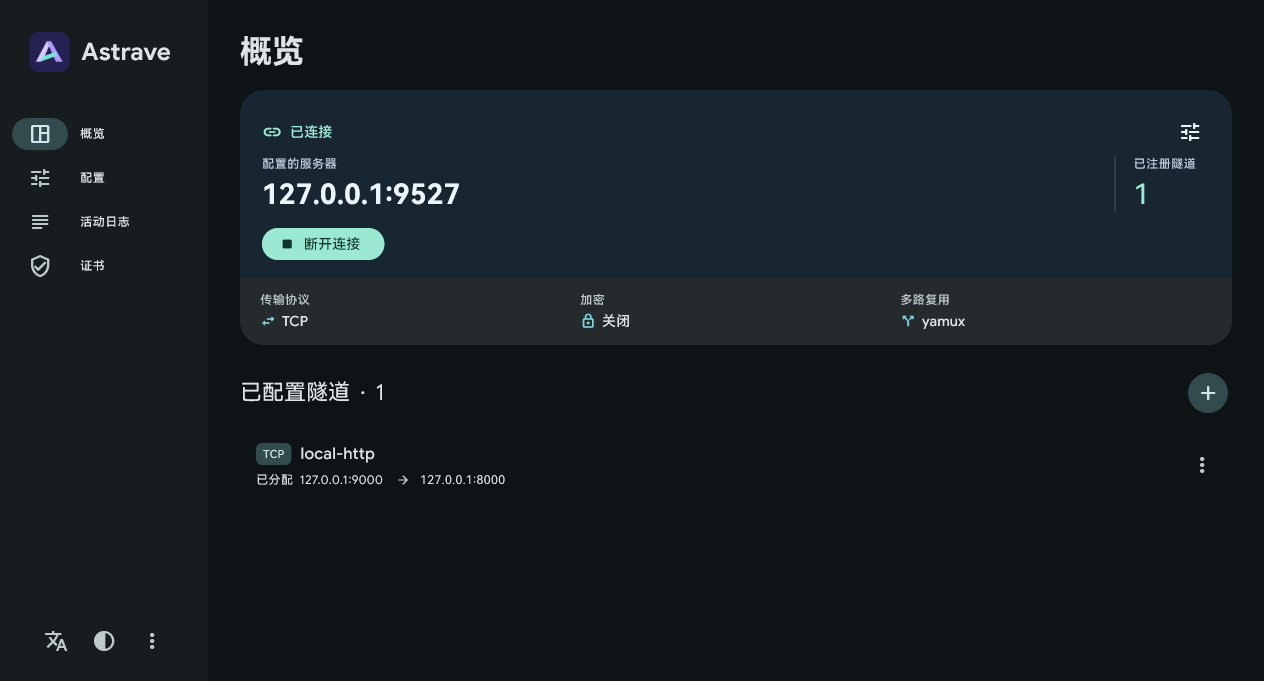 Astrave
概览
配置
活动日志
证书
概览
已连接
配置的服务器
127.0.0.1:9527
已注册隧道
1
断开连接
传输协议
TCP
加密
关闭
多路复用
yamux
已配置隧道 · 1
TCP local-http
已分配 127.0.0.1:9000 → 127.0.0.1:8000